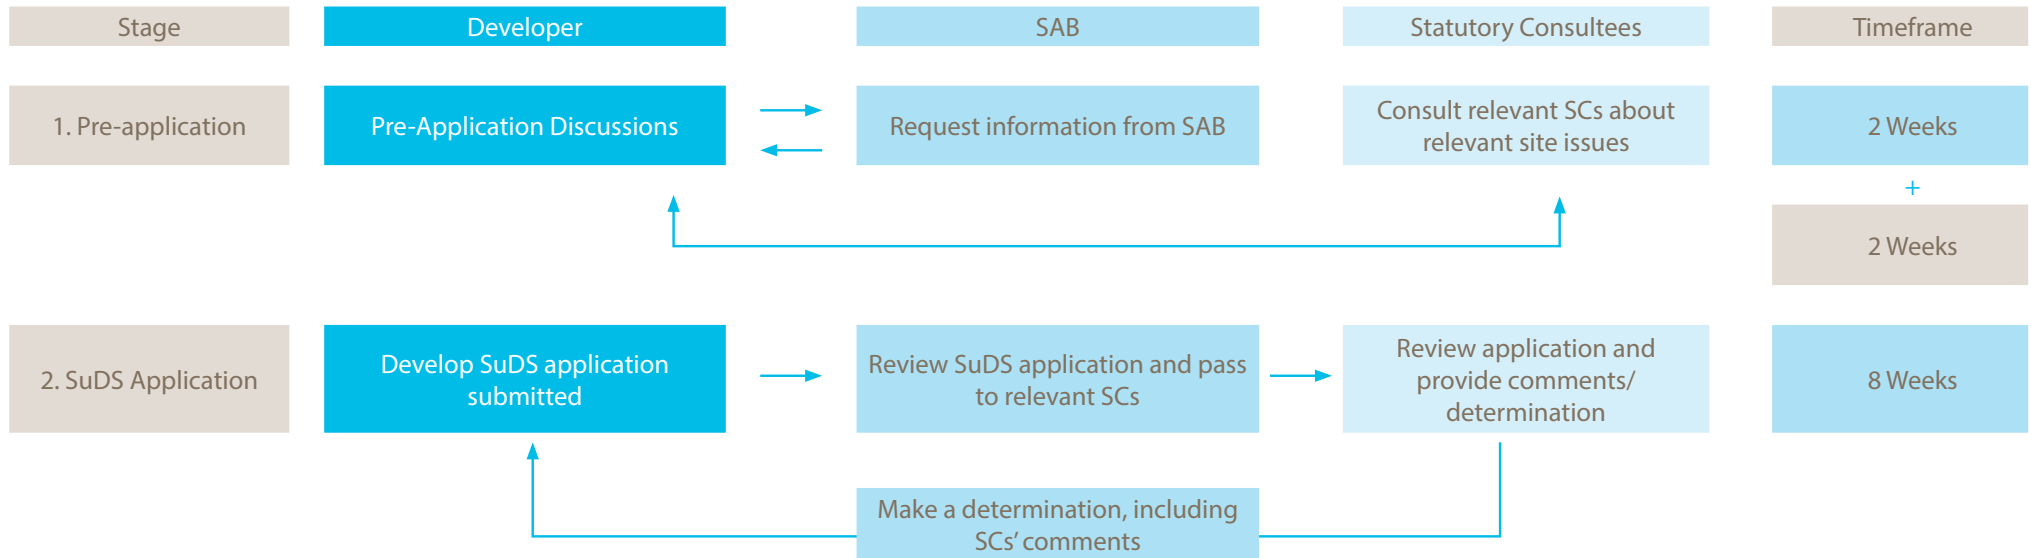 Stage
Developer
SAB
Statutory Consultees
Timeframe
1. Pre-application
Pre-Application Discussions
Request information from SAB
Consult relevant SCs about
relevant site issues
2 Weeks
+
2 Weeks
2. SuDS Application
Develop SuDS application
submitted
Review SuDS application and pass
to relevant SCs
Review application and
provide comments/
determination
8 Weeks
Make a determination, including
SCs’ comments